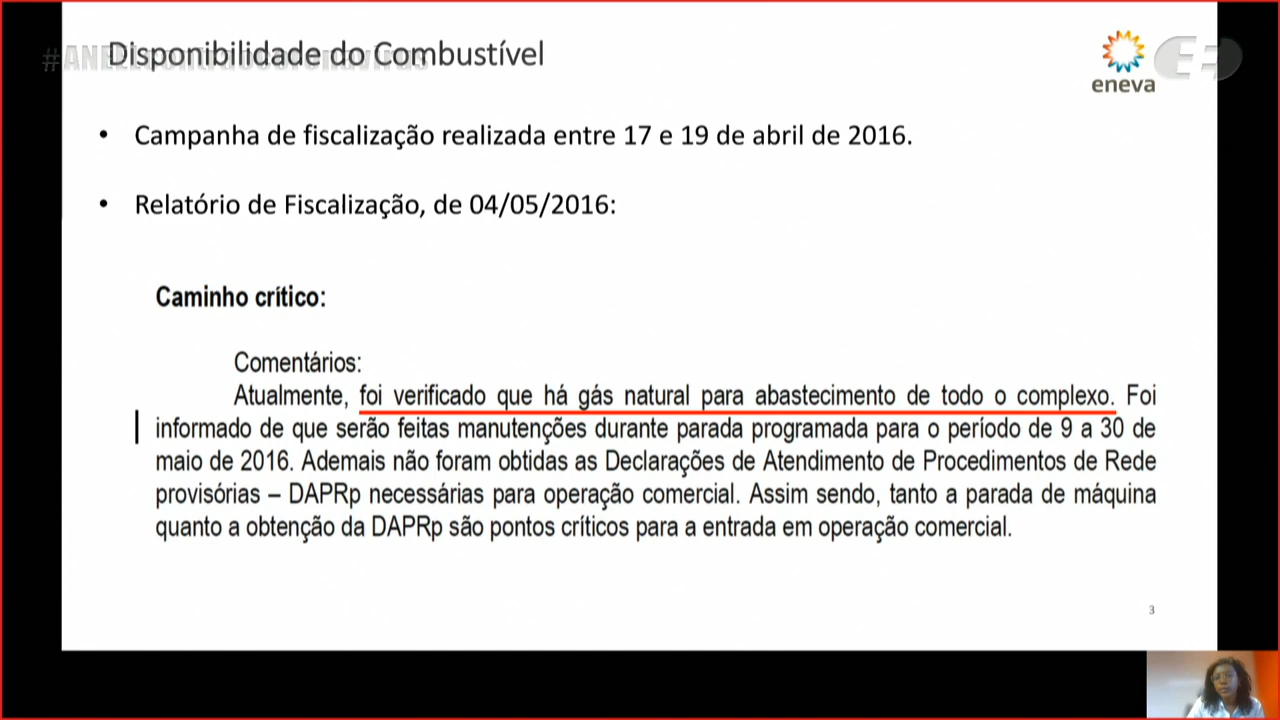 #ANEELcontraocoronavírus
Disponibilidade do Combustível
eneva
• Campanha de fiscalização realizada entre 17 e 19 de abril de 2016.
• Relatório de Fiscalização, de 04/05/2016:
Caminho crítico:
Comentários:
Atualmente, foi verificado que há gás natural para abastecimento de todo o complexo. Foi
informado de que serão feitas manutenções durante parada programada para o período de 9 a 30 de
maio de 2016. Ademais não foram obtidas as Declarações de Atendimento de Procedimentos de Rede
provisórias – DAPRp necessárias para operação comercial. Assim sendo, tanto a parada de máquina
quanto a obtenção da DAPRp são pontos críticos para a entrada em operação comercial.
3